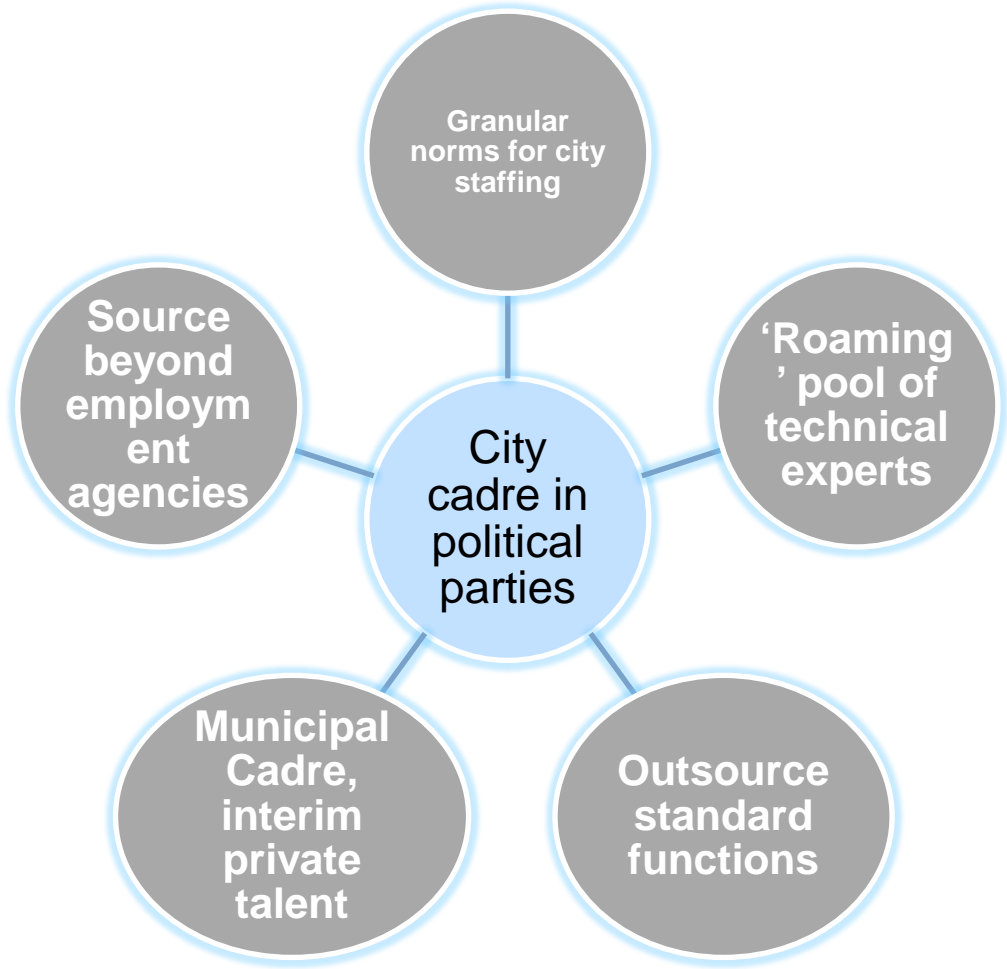 Granular
norms for city
staffing
Source
beyond
employm
ent
agencies
‘Roaming
’ pool of
technical
experts
City
cadre in
political
parties
Municipal
Cadre,
interim
private
talent
Outsource
standard
functions